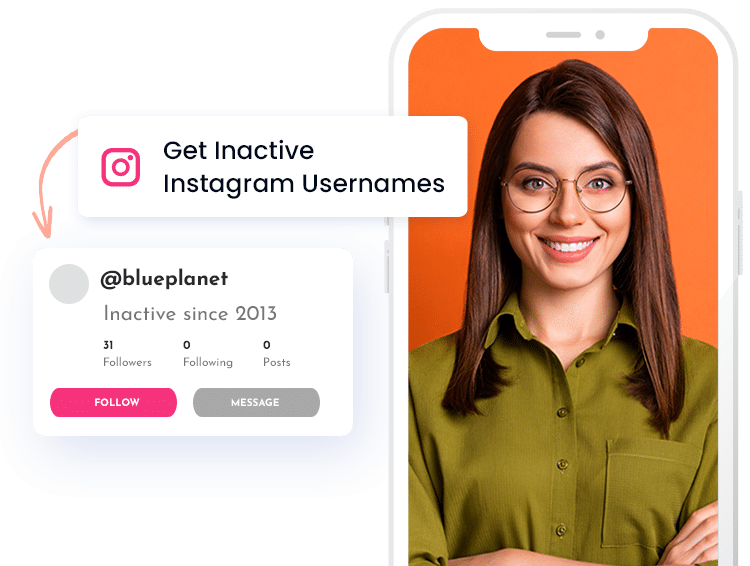 Get Inactive
Instagram Usernames
@blueplanet
Inactive since 2013
31 0 0
Followers Following Posts
FOLLOW MESSAGE